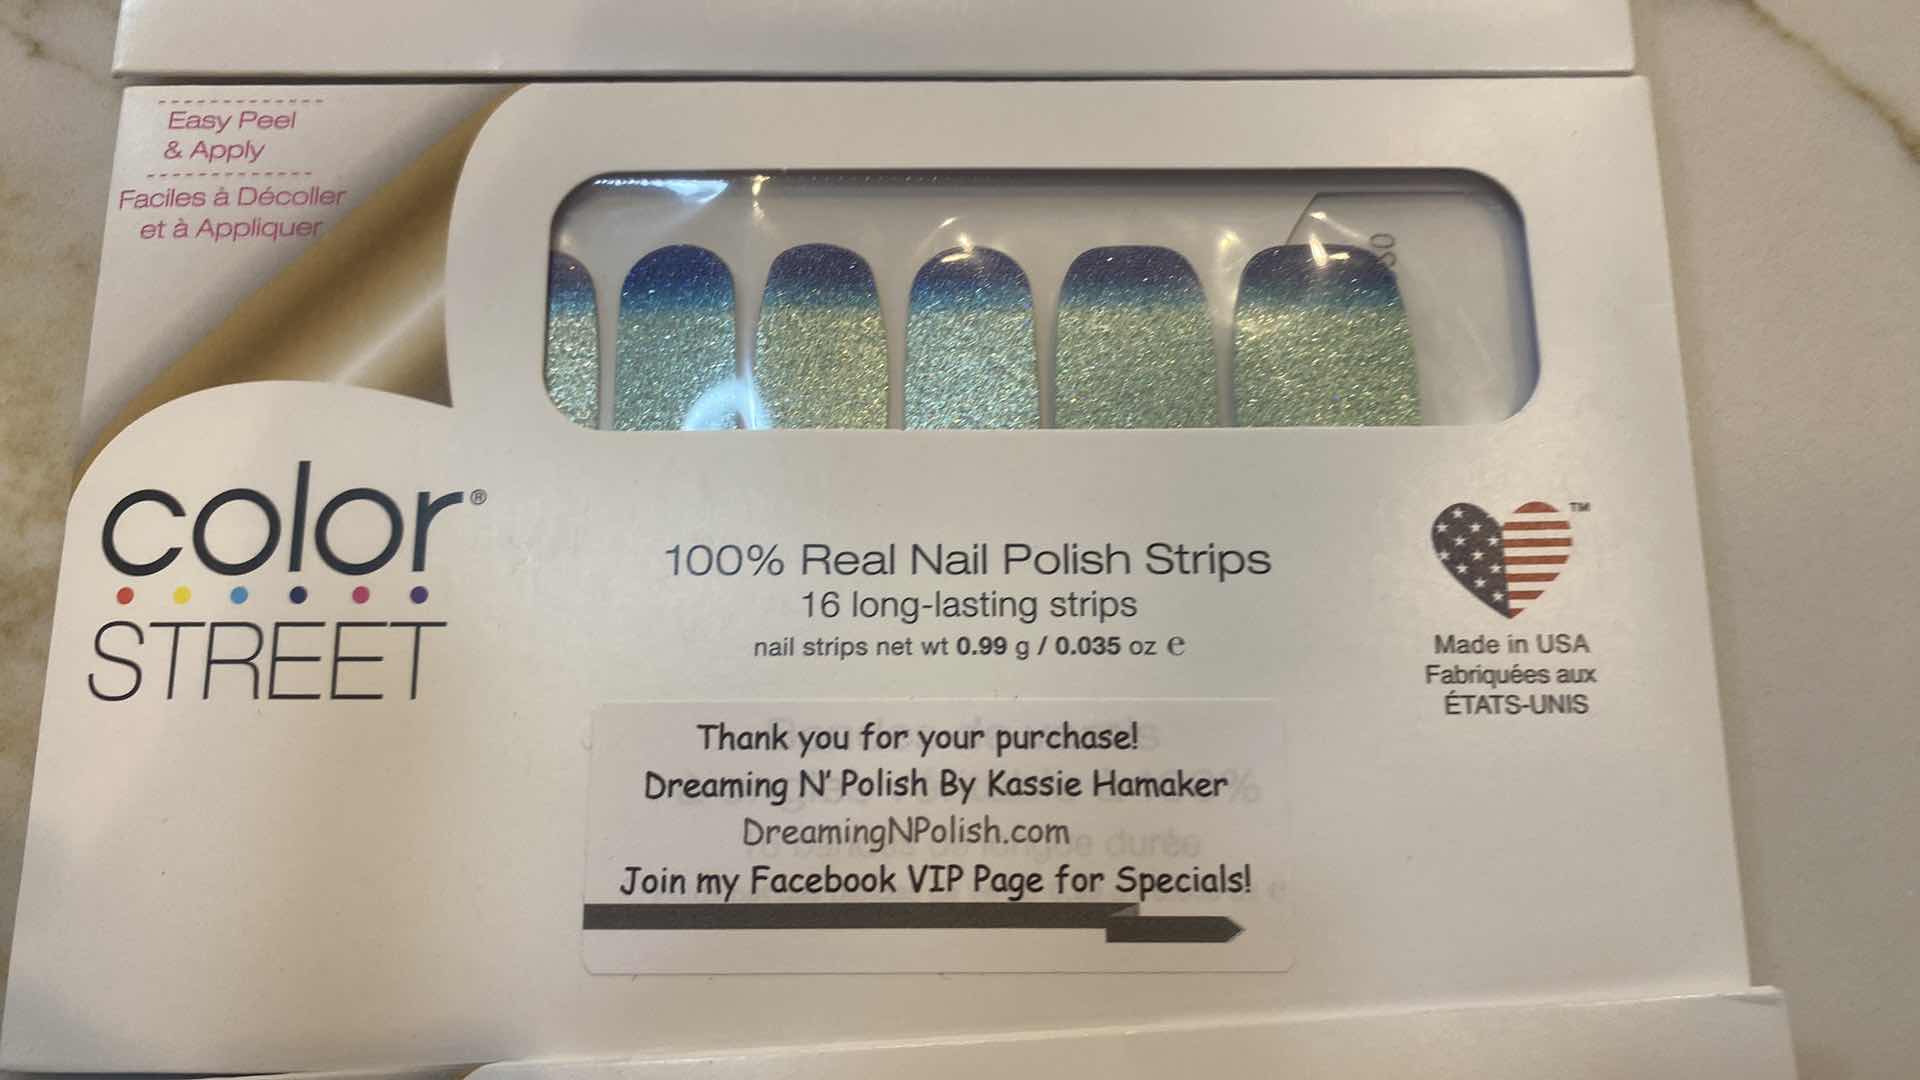 Easy Peel
& Apply
Faciles à Décoller
et à Appliquer
color®
STREET
100% Real Nail Polish Strips
16 long-lasting strips
nail strips net wt 0.99 g / 0.035 oz ℮
Made in USA
Fabriquées aux
ÉTATS-UNIS
™
Thank you for your purchase!
Dreaming N' Polish By Kassie Hamaker
DreamingNPolish.com
Join my Facebook VIP Page for Specials!